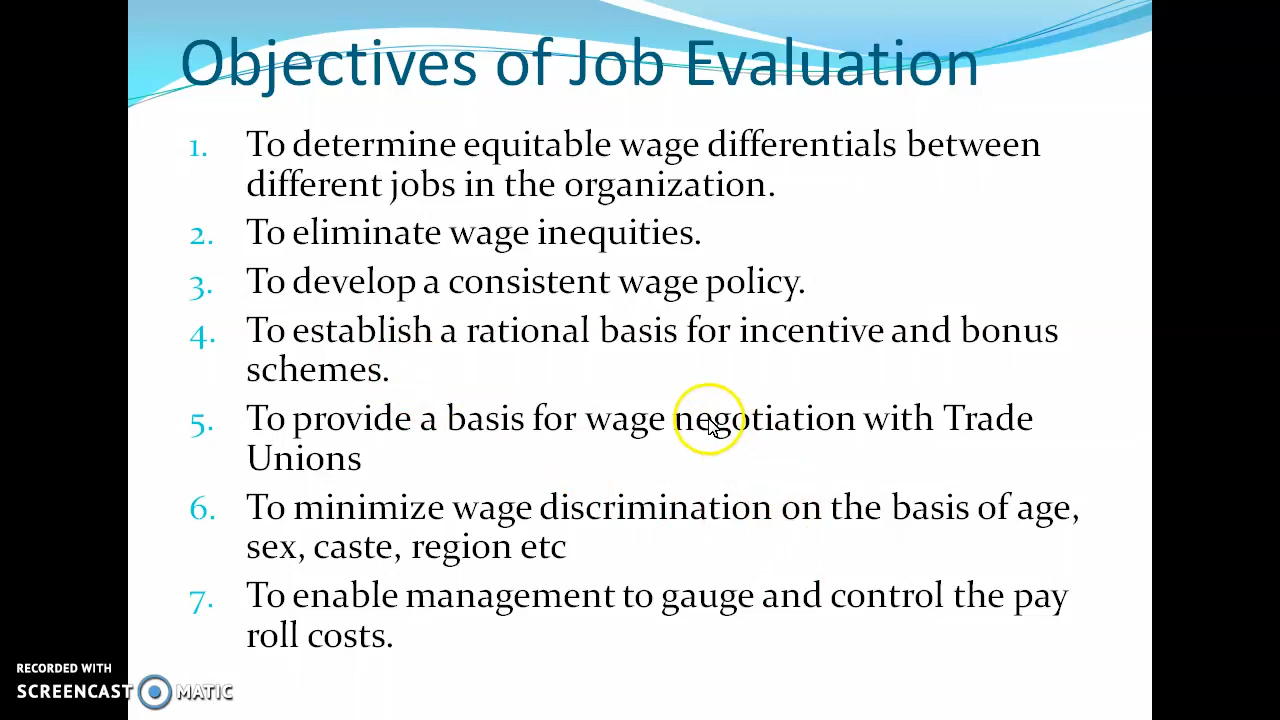 Objectives of Job Evaluation
1. To determine equitable wage differentials between
different jobs in the organization.
2. To eliminate wage inequities.
3. To develop a consistent wage policy.
4. To establish a rational basis for incentive and bonus
schemes.
5. To provide a basis for wage negotiation with Trade
Unions
6. To minimize wage discrimination on the basis of age,
sex, caste, region etc
7. To enable management to gauge and control the pay
roll costs.
RECORDED WITH
SCREENCAST MATIC